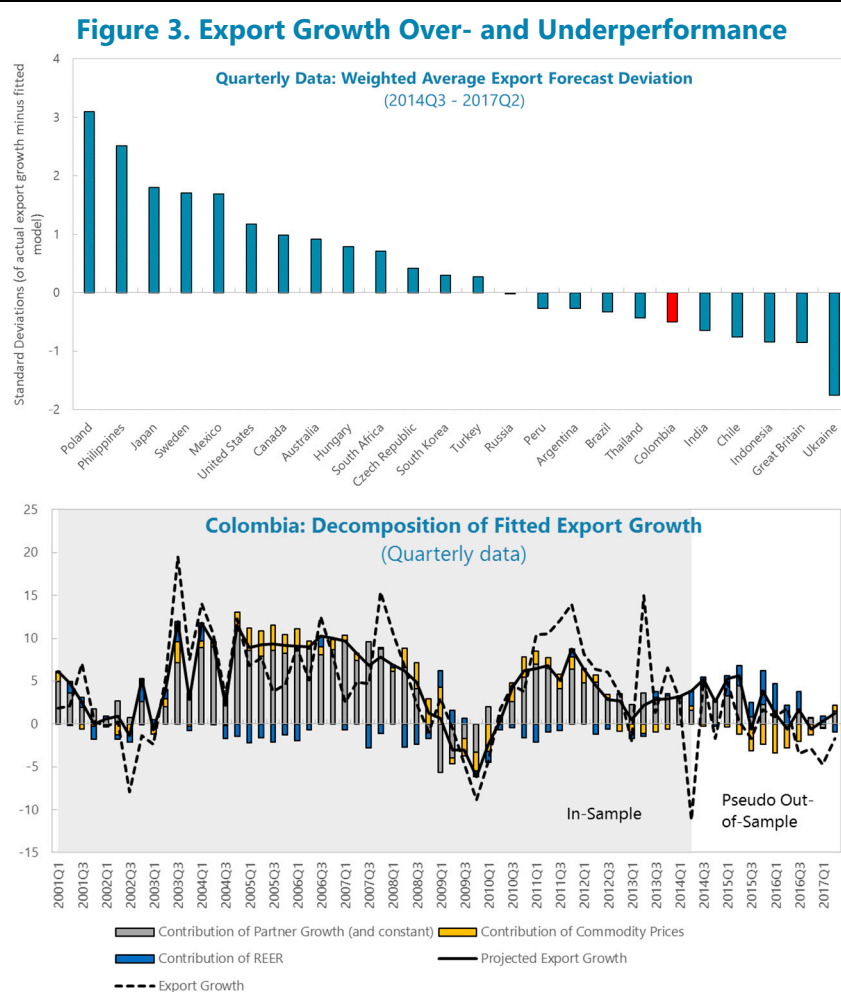 Figure 3. Export Growth Over- and Underperformance
Quarterly Data: Weighted Average Export Forecast Deviation
(2014Q3 - 2017Q2)
Standard Deviations (of actual export growth minus fitted
model)
4
3
2
1
0
-1
-2
Poland
Philippines
Japan
Sweden
Mexico
United States
Canada
Australia
Hungary
South Africa
Czech Republic
South Korea
Turkey
Russia
Peru
Argentina
Brazil
Thailand
Colombia
India
Chile
Indonesia
Great Britain
Ukraine
Colombia: Decomposition of Fitted Export Growth
(Quarterly data)
25
20
15
10
5
0
-5
-10
-15
In-Sample
Pseudo Out-
of-Sample
2001Q1
2001Q3
2002Q1
2002Q3
2003Q1
2003Q3
2004Q1
2004Q3
2005Q1
2005Q3
2006Q1
2006Q3
2007Q1
2007Q3
2008Q1
2008Q3
2009Q1
2009Q3
2010Q1
2010Q3
2011Q1
2011Q3
2012Q1
2012Q3
2013Q1
2013Q3
2014Q1
2014Q3
2015Q1
2015Q3
2016Q1
2016Q3
2017Q1
Contribution of Partner Growth (and constant)
Contribution of Commodity Prices
Contribution of REER
Projected Export Growth
Export Growth